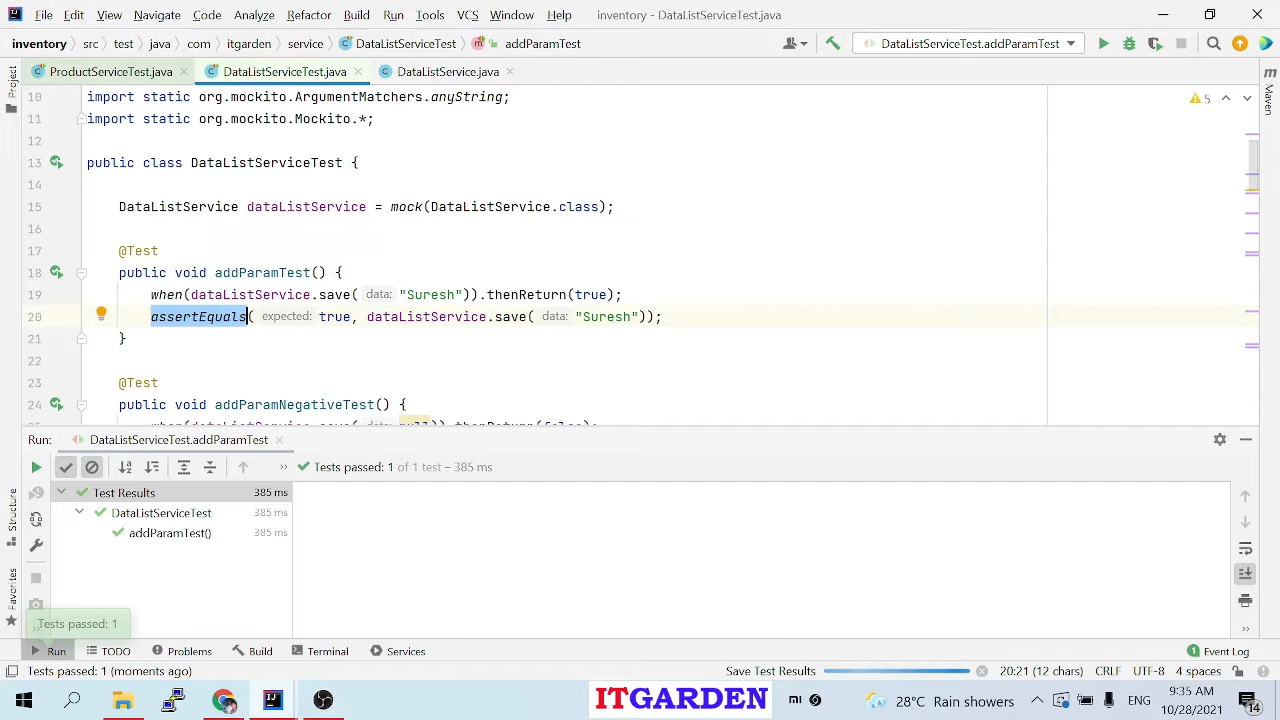 File Edit View Navigate Code Analyze Refactor Build Run Tools VCS Window Help inventory - DataListServiceTest.java
inventory src test java com itgarden service DataListServiceTest addParamTest DataListServiceTest.addParamTest
ProductServiceTest.java DataListServiceTest.java DataListService.java
Project
Maven
10 import static org.mockito.ArgumentMatchers.anyString; 5
11 import static org.mockito.Mockito.*;
12
13 public class DataListServiceTest {
14
15 DataListService dataListService = mock(DataListService.class);
16
17 @Test
18 public void addParamTest() {
19 when(dataListService.save( data: "Suresh")).thenReturn(true);
20 assertEquals( expected: true, dataListService.save( data: "Suresh"));
21 }
22
23 @Test
24 public void addParamNegativeTest() {
Run: DataListServiceTest.addParamTest
Tests passed: 1 of 1 test – 385 ms
Test Results 385 ms
DataListServiceTest 385 ms
addParamTest() 385 ms
Structure
Favorites
Tests passed: 1
Run TODO Problems Build Terminal Services 1 Event Log
Tests passed: 1 (moments ago) Save Test Results 20:21 (12 chars) CRLF UTF-8 4 spaces
ITGARDEN 28°C Rain showers ENG 9:35 AM
10/28/2021 14